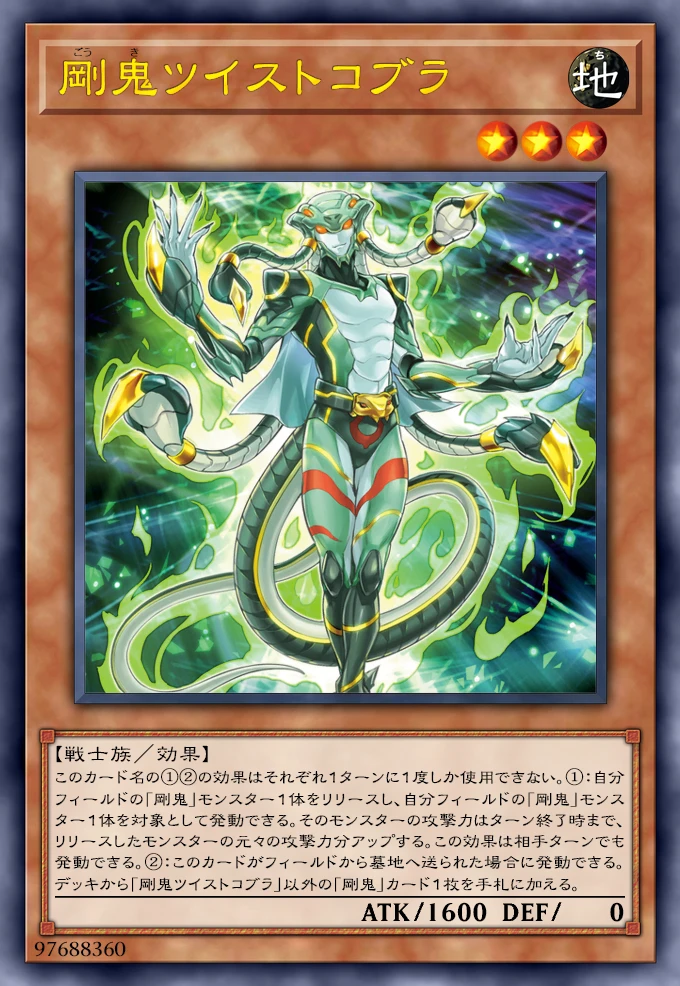 ごう き
剛鬼ツイストコブラ
ち
地
【戦士族／効果】
このカード名の①②の効果はそれぞれ1ターンに1度しか使用できない。①：自分
フィールドの「剛鬼」モンスター1体をリリースし、自分フィールドの「剛鬼」モンス
ター1体を対象として発動できる。そのモンスターの攻撃力はターン終了時まで、
リリースしたモンスターの元々の攻撃力分アップする。この効果は相手ターンでも
発動できる。②：このカードがフィールドから墓地へ送られた場合に発動できる。
デッキから「剛鬼ツイストコブラ」以外の「剛鬼」カード1枚を手札に加える。
ATK/1600 DEF/ 0
97688360